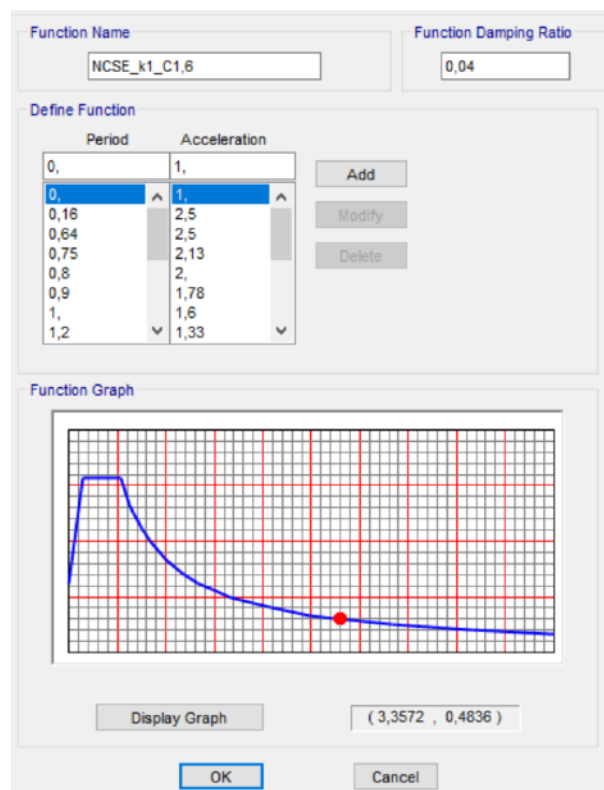 Function Name
Function Damping Ratio
NCSE_k1_C1,6
0,04
Define Function
Period Acceleration
0, 1,
Add
0, 1,
0,16 2,5
Modify
0,64 2,5
0,75 2,13
Delete
0,8 2,
0,9 1,78
1, 1,6
1,2 1,33
Function Graph
Display Graph
( 3,3572 , 0,4836 )
OK
Cancel